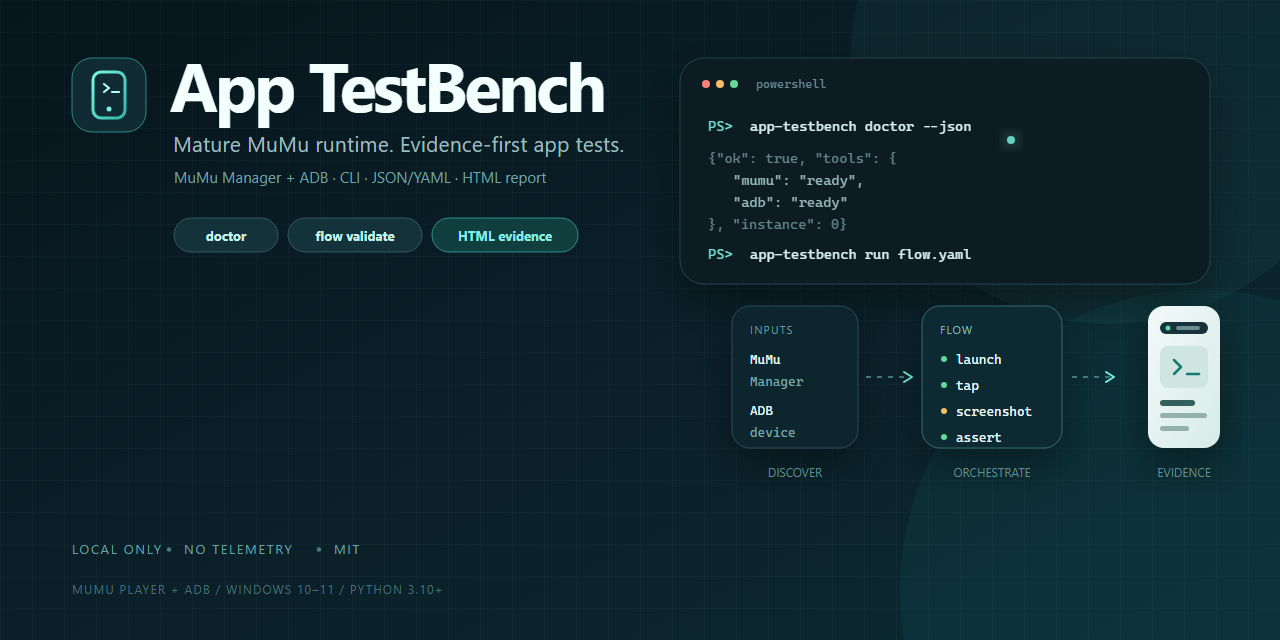 App TestBench
Mature MuMu runtime. Evidence-first app tests.
MuMu Manager + ADB · CLI · JSON/YAML · HTML report
doctor
flow validate
HTML evidence
powershell
PS> app-testbench doctor --json
{"ok": true, "tools": {
"mumu": "ready",
"adb": "ready"
}, "instance": 0}
PS> app-testbench run flow.yaml
INPUTS
MuMu
Manager
ADB
device
DISCOVER
FLOW
launch
tap
screenshot
assert
ORCHESTRATE
EVIDENCE
LOCAL ONLY • NO TELEMETRY • MIT
MUMU PLAYER + ADB / WINDOWS 10–11 / PYTHON 3.10+